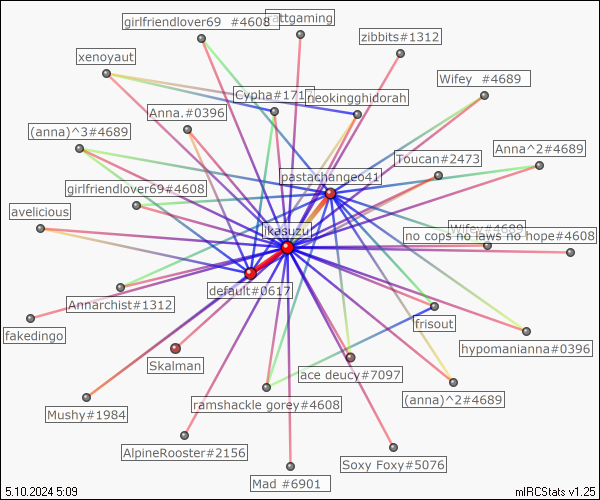 girlfriendlover69 #4608
rattgaming
zibbits#1312
xenoyaut
Wifey #4689
Cypha#1717
neokingghidorah
Anna.#0396
(anna)^3#4689
Anna^2#4689
Toucan#2473
pastachangeo41
girlfriendlover69#4608
avelicious
ikasuzu
Wifey#4689
no cops no laws no hope#4608
default#0617
Annarchist#1312
fakedingo
frisout
hypomanianna#0396
Skalman
ace deucy#7097
(anna)^2#4689
ramshackle gorey#4608
Mushy#1984
AlpineRooster#2156
Soxy Foxy#5076
Mad #6901
5.10.2024 5:09
mIRCStats v1.25